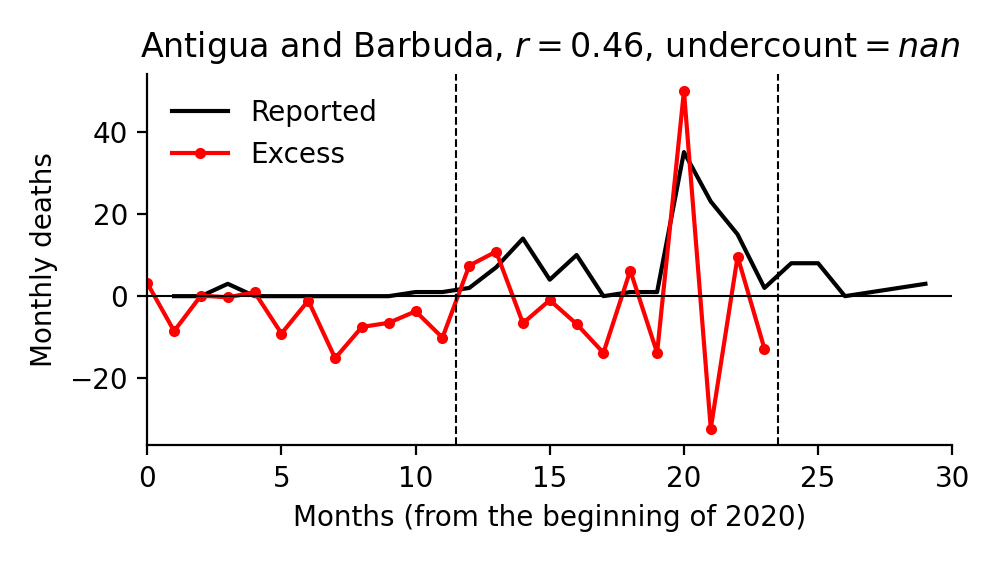 Antigua and Barbuda, r = 0.46, undercount = nan
Reported
Excess
Monthly deaths
40
20
0
−20
0 5 10 15 20 25 30
Months (from the beginning of 2020)